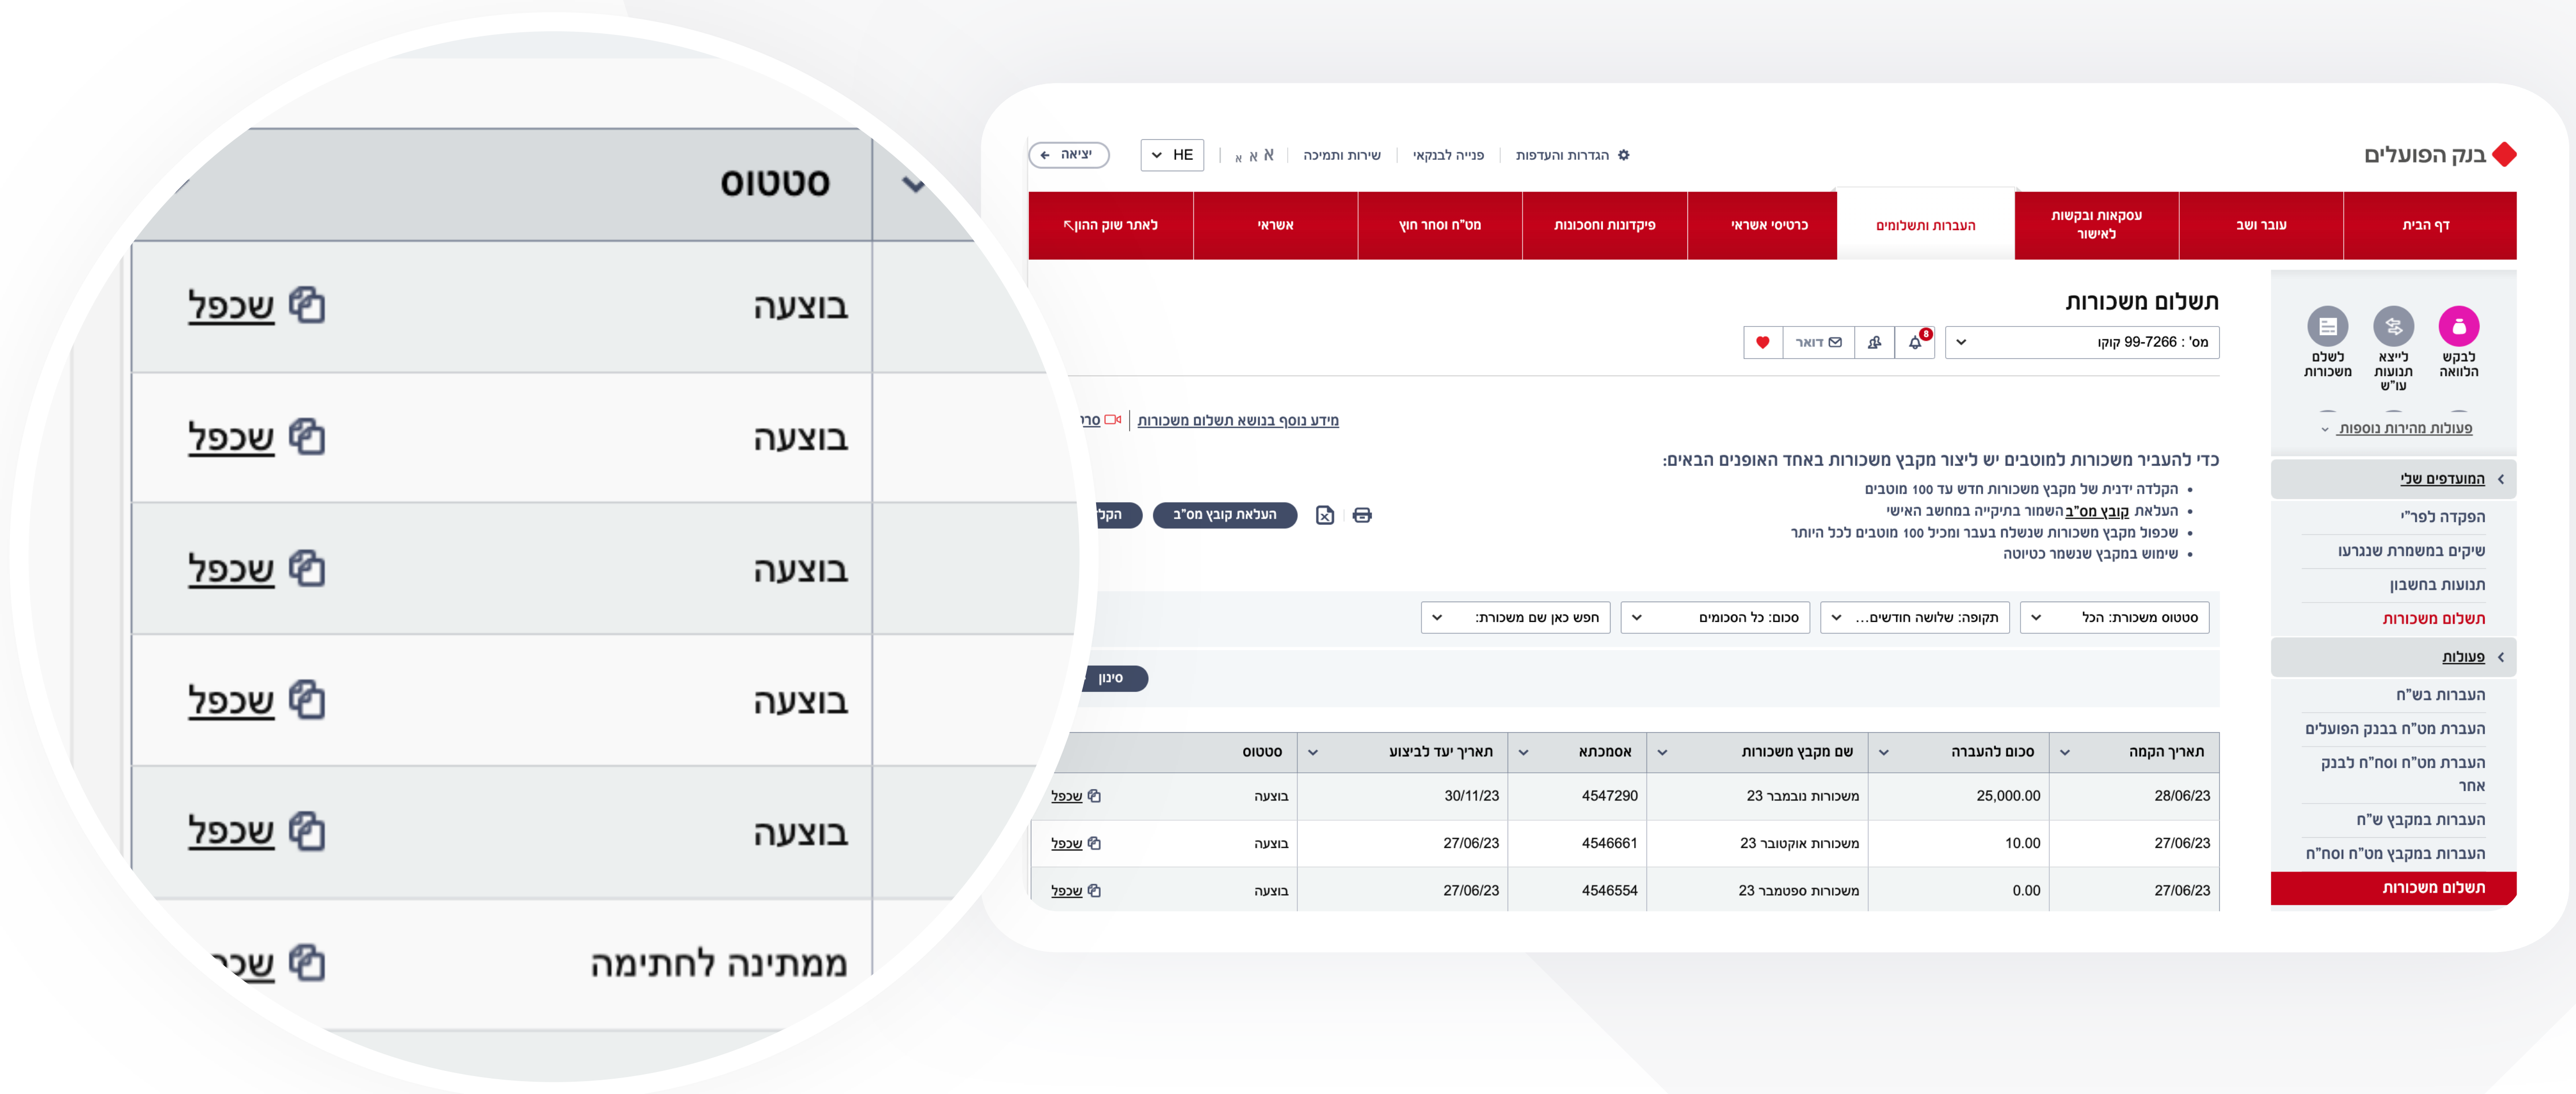 בנק הפועלים
הגדרות והעדפות
פנייה לבנקאי
שירות ותמיכה
א א א
HE
יציאה
דף הבית
עובר ושב
עסקאות ובקשות
לאישור
העברות ותשלומים
כרטיסי אשראי
פיקדונות וחסכונות
מט"ח וסחר חוץ
אשראי
לאתר שוק ההון
לבקש
הלוואה
לייצא
תנועות
עו"ש
לשלם
משכורות
פעולות מהירות נוספות
המועדפים שלי
הפקדה לפר"י
שיקים במשמרת שנגרעו
תנועות בחשבון
תשלום משכורות
פעולות
העברות בש"ח
העברת מט"ח בבנק הפועלים
העברת מט"ח וסח"ח לבנק
אחר
העברות במקבץ ש"ח
העברות במקבץ מט"ח וסח"ח
תשלום משכורות
תשלום משכורות
מס' : 99-7266 קוקו
8
דואר
מידע נוסף בנושא תשלום משכורות
כדי להעביר משכורות למוטבים יש ליצור מקבץ משכורות באחד האופנים הבאים:
• הקלדה ידנית של מקבץ משכורות חדש עד 100 מוטבים
• העלאת קובץ מס"ב השמור בתיקייה במחשב האישי
• שכפול מקבץ משכורות שנשלח בעבר ומכיל 100 מוטבים לכל היותר
• שימוש במקבץ שנשמר כטיוטה
העלאת קובץ מס"ב
סטטוס משכורת: הכל
תקופה: שלושה חודשים...
סכום: כל הסכומים
חפש כאן שם משכורת:
סינון
תאריך הקמה סכום להעברה שם מקבץ משכורות אסמכתא תאריך יעד לביצוע סטטוס
28/06/23 25,000.00 משכורות נובמבר 23 4547290 30/11/23 בוצעה שכפל
27/06/23 10.00 משכורות אוקטובר 23 4546661 27/06/23 בוצעה שכפל
27/06/23 0.00 משכורות ספטמבר 23 4546554 27/06/23 בוצעה שכפל
סטטוס
בוצעה שכפל
בוצעה שכפל
בוצעה שכפל
בוצעה שכפל
בוצעה שכפל
ממתינה לחתימה